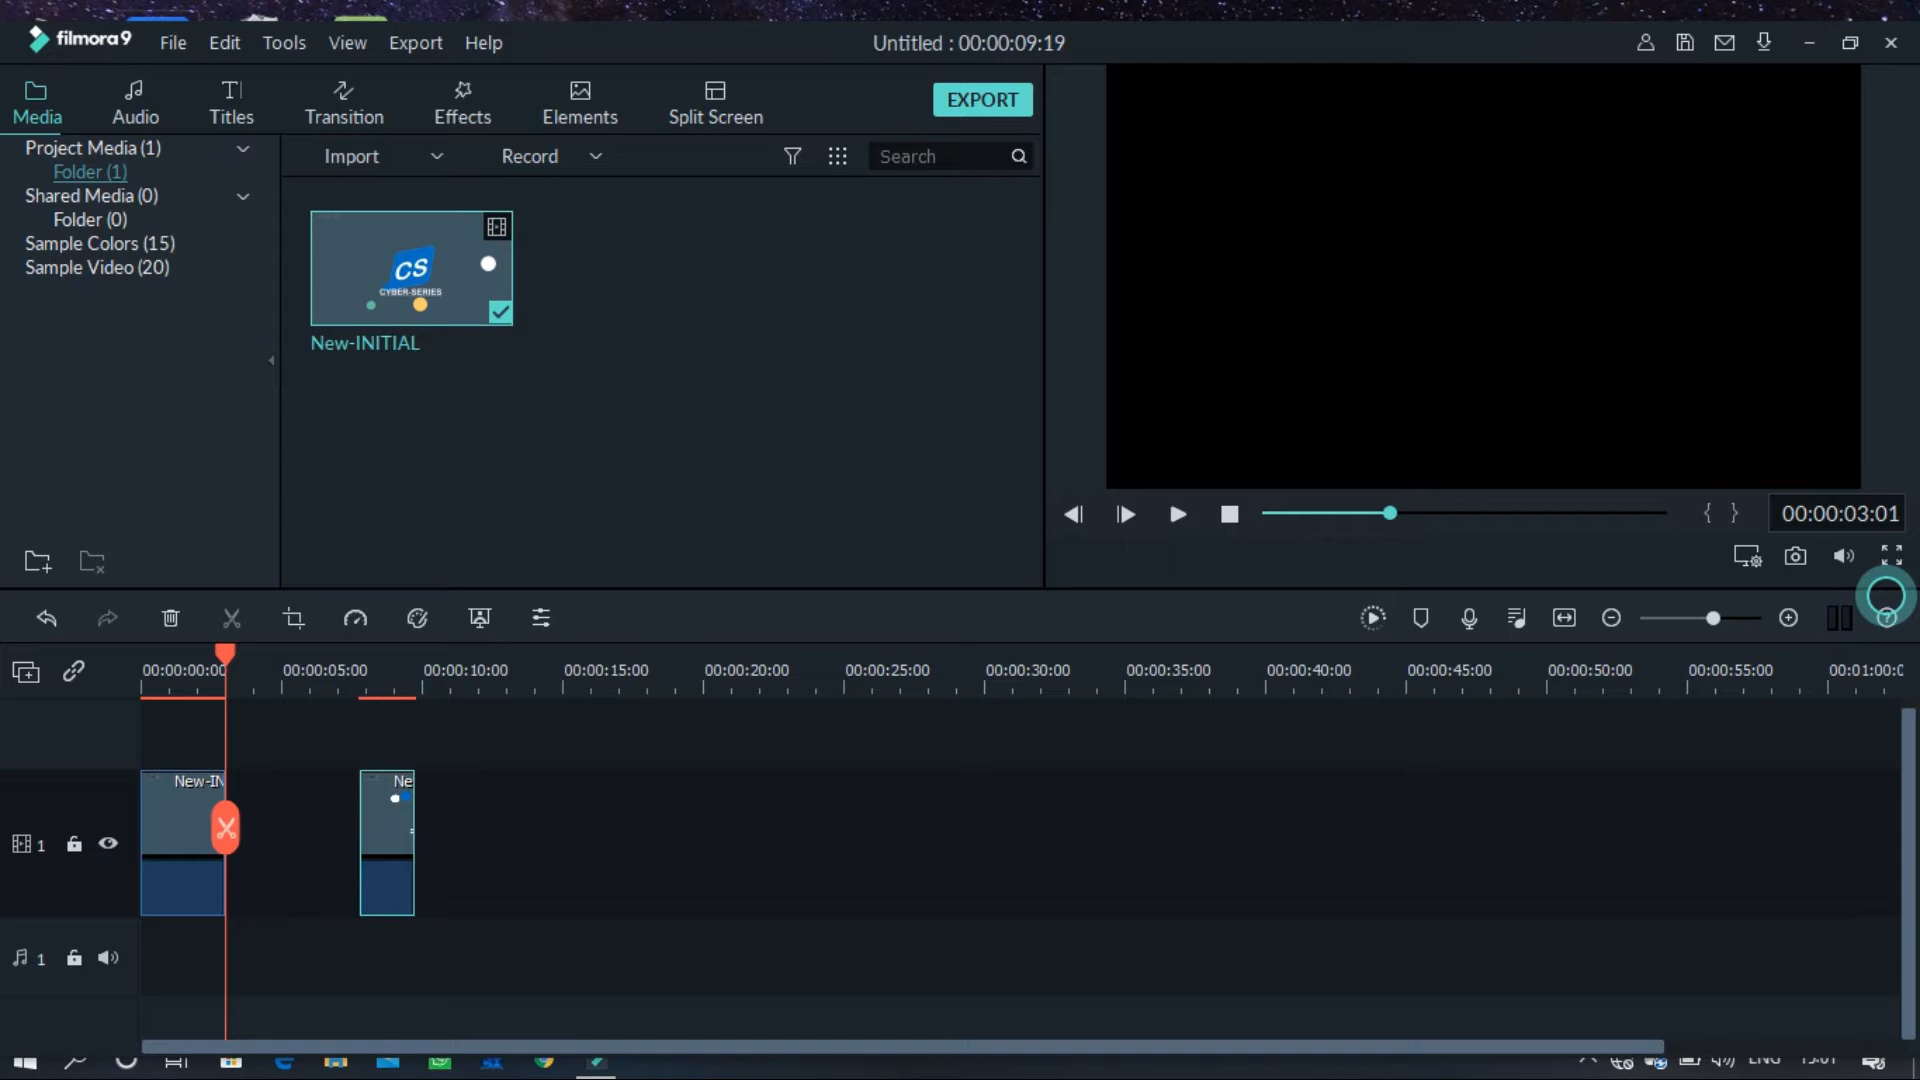 filmora9 File Edit Tools View Export Help Untitled : 00:00:09:19
Media Audio Titles Transition Effects Elements Split Screen EXPORT
Project Media (1)
Folder (1)
Shared Media (0)
Folder (0)
Sample Colors (15)
Sample Video (20)
Import Record Search
CS
CYBER-SERIES
New-INITIAL
{ } 00:00:03:01
00:00:00:00 00:00:05:00 00:00:10:00 00:00:15:00 00:00:20:00 00:00:25:00 00:00:30:00 00:00:35:00 00:00:40:00 00:00:45:00 00:00:50:00 00:00:55:00 00:01:00:0
New-IN Ne
1
1
ENG 15:01